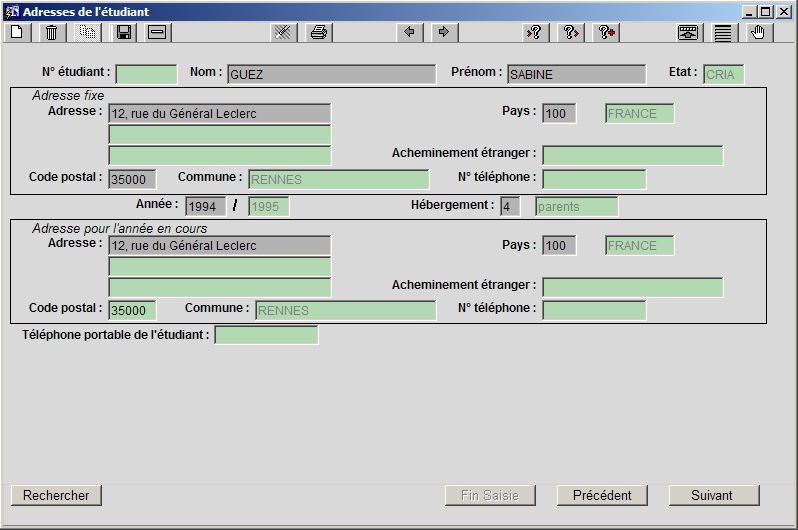 Adresses de l'étudiant
N° étudiant : Nom : GUEZ Prénom : SABINE Etat : CRIA
Adresse fixe
Adresse : 12, rue du Général Leclerc Pays : 100 FRANCE
Acheminement étranger :
Code postal : 35000 Commune : RENNES N° téléphone :
Année : 1994 / 1995 Hébergement : 4 parents
Adresse pour l'année en cours
Adresse : 12, rue du Général Leclerc Pays : 100 FRANCE
Acheminement étranger :
Code postal : 35000 Commune : RENNES N° téléphone :
Téléphone portable de l'étudiant :
Rechercher Fin Saisie Précédent Suivant